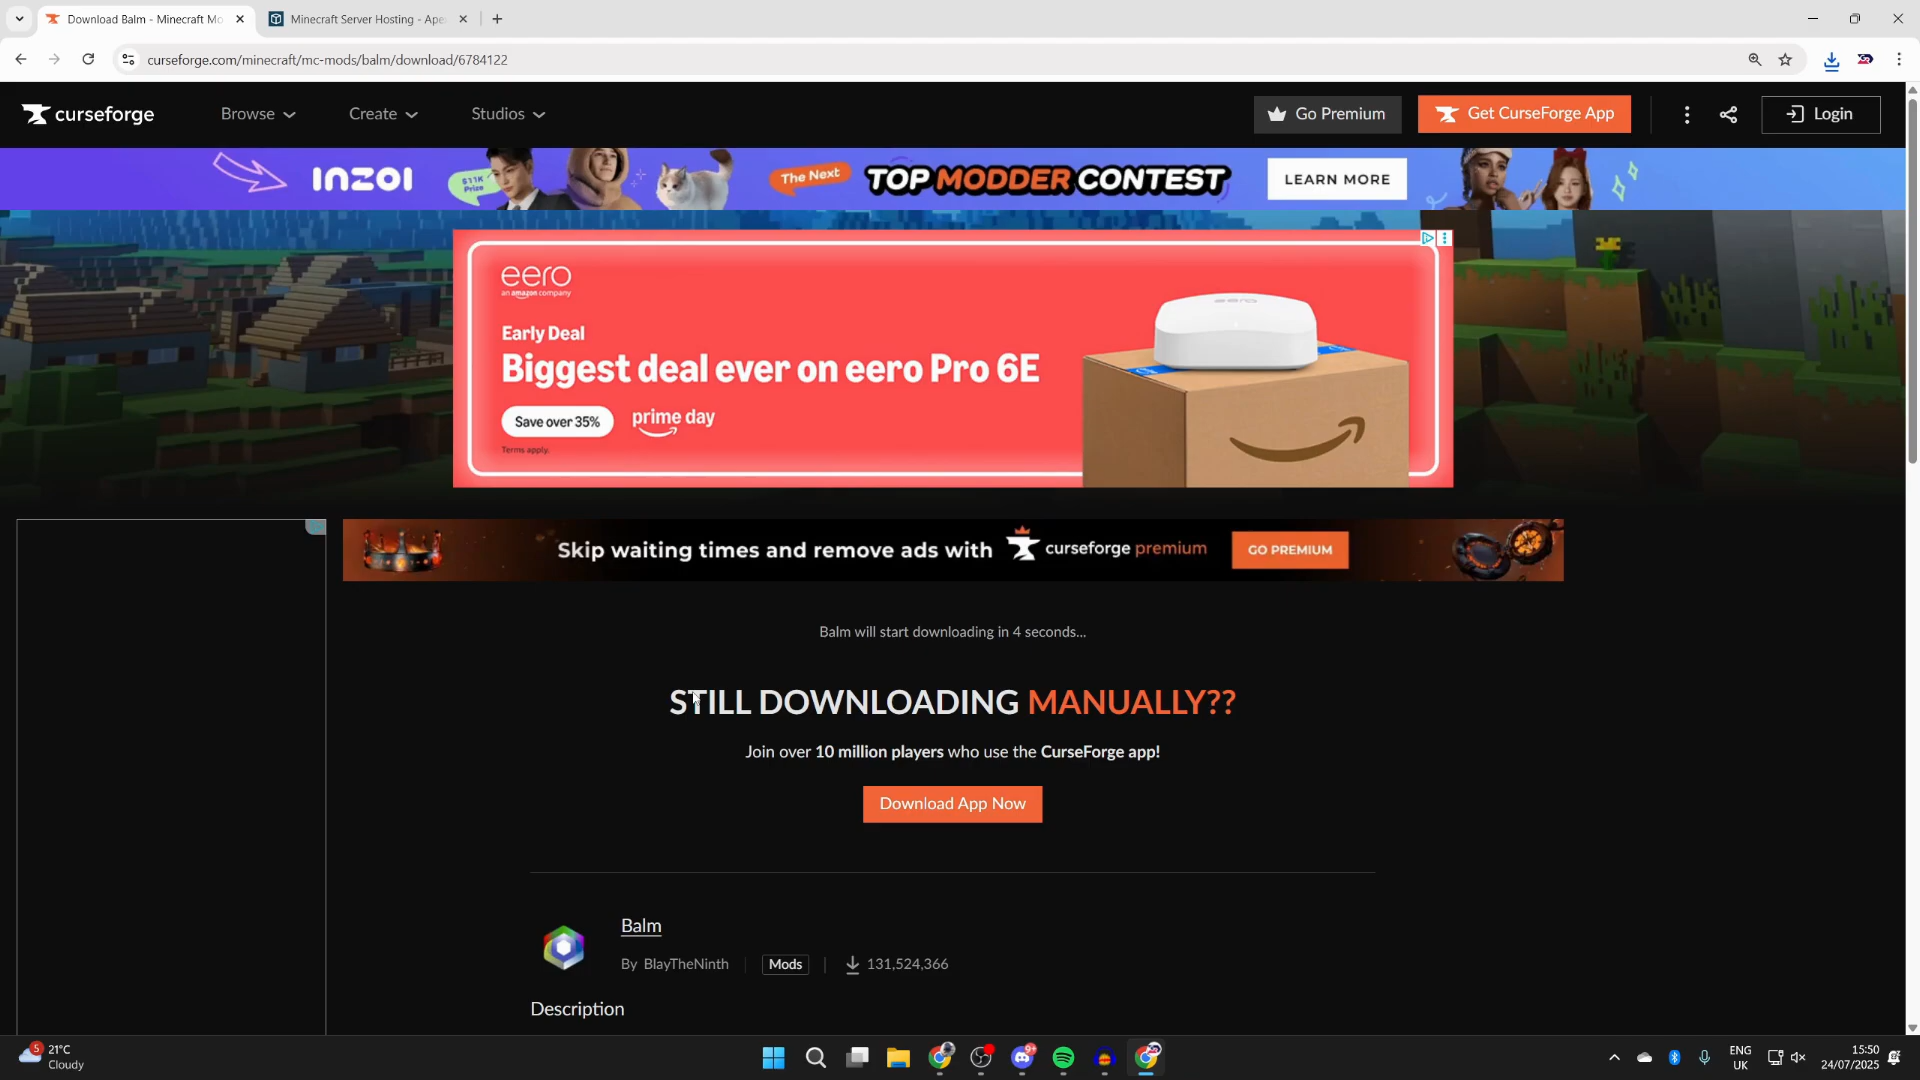 Download Balm - Minecraft Mo
Minecraft Server Hosting - Ape
curseforge.com/minecraft/mc-mods/balm/download/6784122
curseforge
Browse
Create
Studios
Go Premium
Get CurseForge App
Login
inZOI
$11K Prize
The Next
TOP MODDER CONTEST
LEARN MORE
eero
an amazon company
Early Deal
Biggest deal ever on eero Pro 6E
Save over 35%
prime day
Terms apply.
Skip waiting times and remove ads with
curseforge premium
GO PREMIUM
Balm will start downloading in 4 seconds...
STILL DOWNLOADING MANUALLY??
Join over 10 million players who use the CurseForge app!
Download App Now
Balm
By BlayTheNinth
Mods
131,524,366
Description
5
21°C
Cloudy
9+
ENG
UK
15:50
24/07/2025